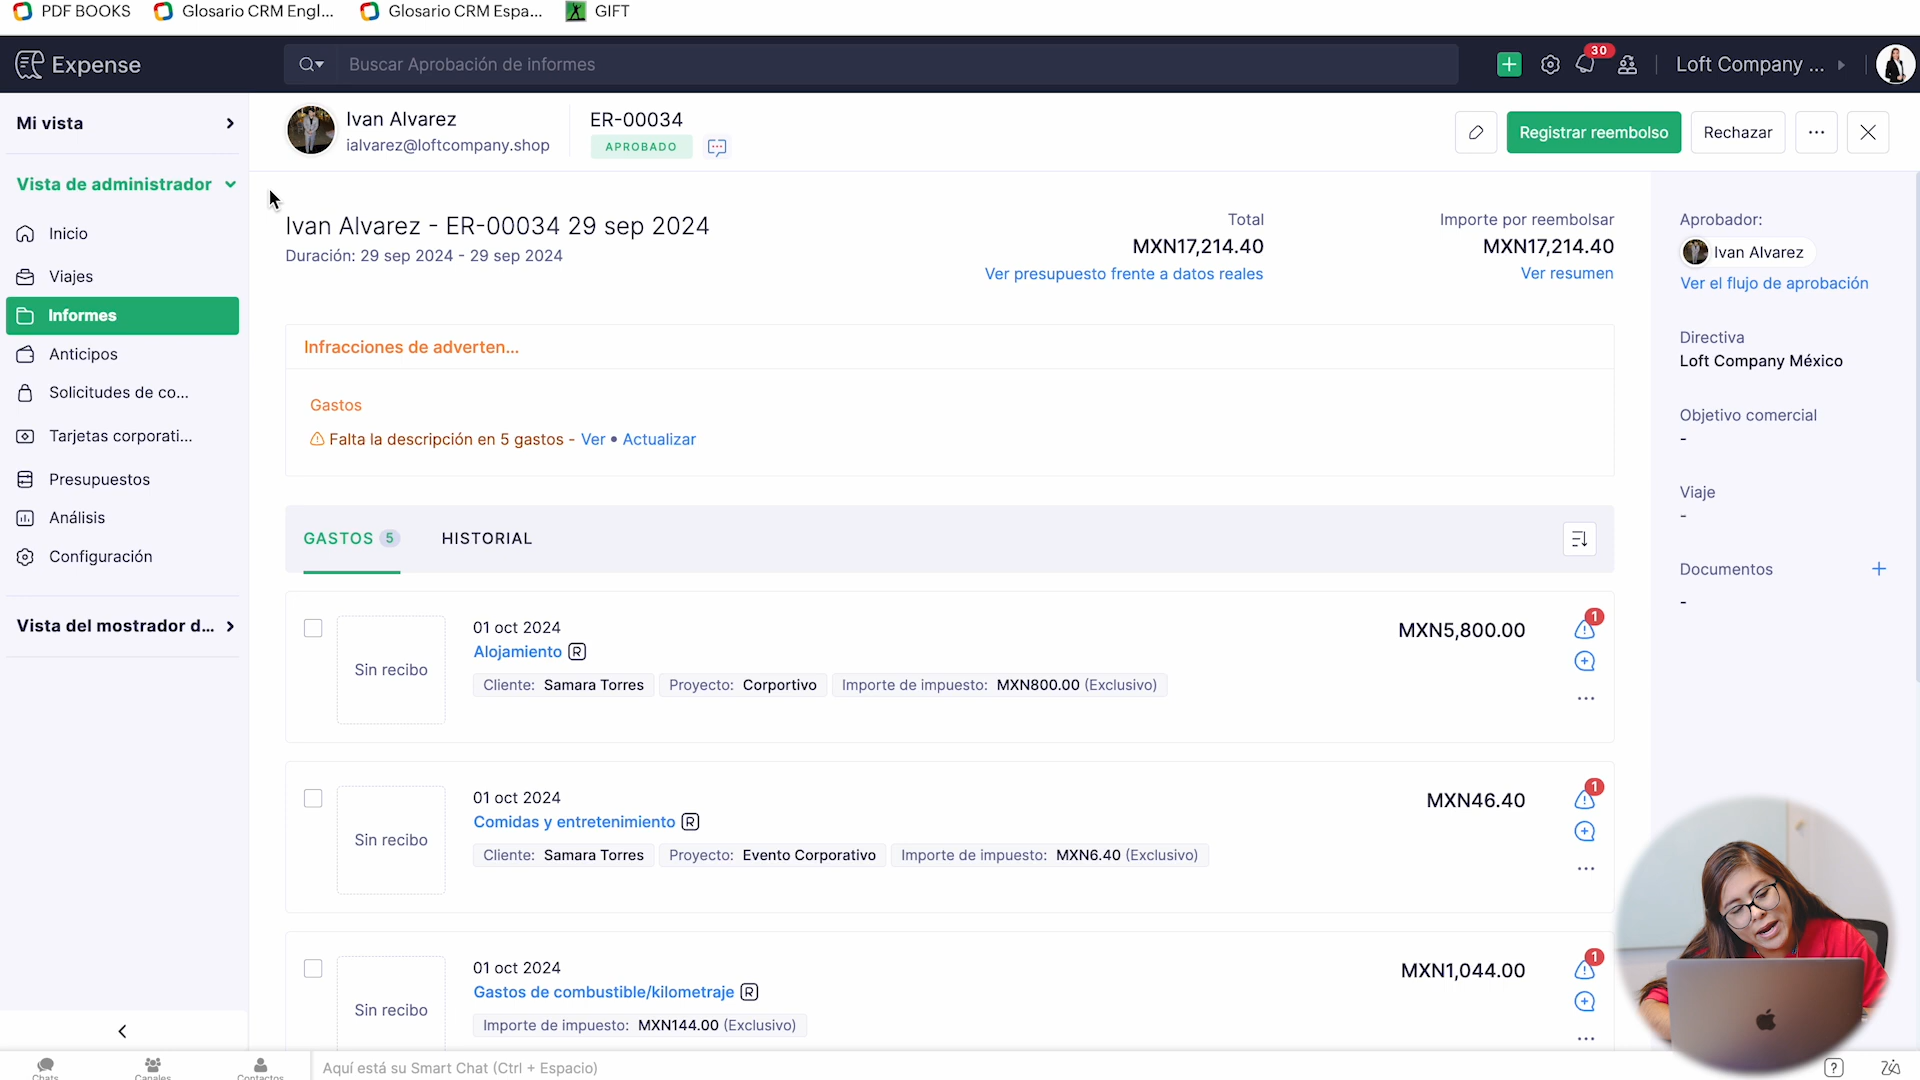 PDF BOOKS
Glosario CRM Engl...
Glosario CRM Espa...
GIFT
Expense
Buscar Aprobación de informes
30
Loft Company ...
Mi vista
Vista de administrador
Inicio
Viajes
Informes
Anticipos
Solicitudes de co...
Tarjetas corporati...
Presupuestos
Análisis
Configuración
Vista del mostrador d...
Ivan Alvarez
ialvarez@loftcompany.shop
ER-00034
APROBADO
Registrar reembolso
Rechazar
Ivan Alvarez - ER-00034 29 sep 2024
Duración: 29 sep 2024 - 29 sep 2024
Total
MXN17,214.40
Ver presupuesto frente a datos reales
Importe por reembolsar
MXN17,214.40
Ver resumen
Infracciones de adverten...
Gastos
Falta la descripción en 5 gastos - Ver • Actualizar
GASTOS 5
HISTORIAL
Sin recibo
01 oct 2024
Alojamiento R
Cliente: Samara Torres Proyecto: Corportivo Importe de impuesto: MXN800.00 (Exclusivo)
MXN5,800.00
1
Sin recibo
01 oct 2024
Comidas y entretenimiento R
Cliente: Samara Torres Proyecto: Evento Corporativo Importe de impuesto: MXN6.40 (Exclusivo)
MXN46.40
1
Sin recibo
01 oct 2024
Gastos de combustible/kilometraje R
Importe de impuesto: MXN144.00 (Exclusivo)
MXN1,044.00
1
Aprobador:
Ivan Alvarez
Ver el flujo de aprobación
Directiva
Loft Company México
Objetivo comercial
-
Viaje
-
Documentos
-
Chats
Canales
Contactos
Aquí está su Smart Chat (Ctrl + Espacio)